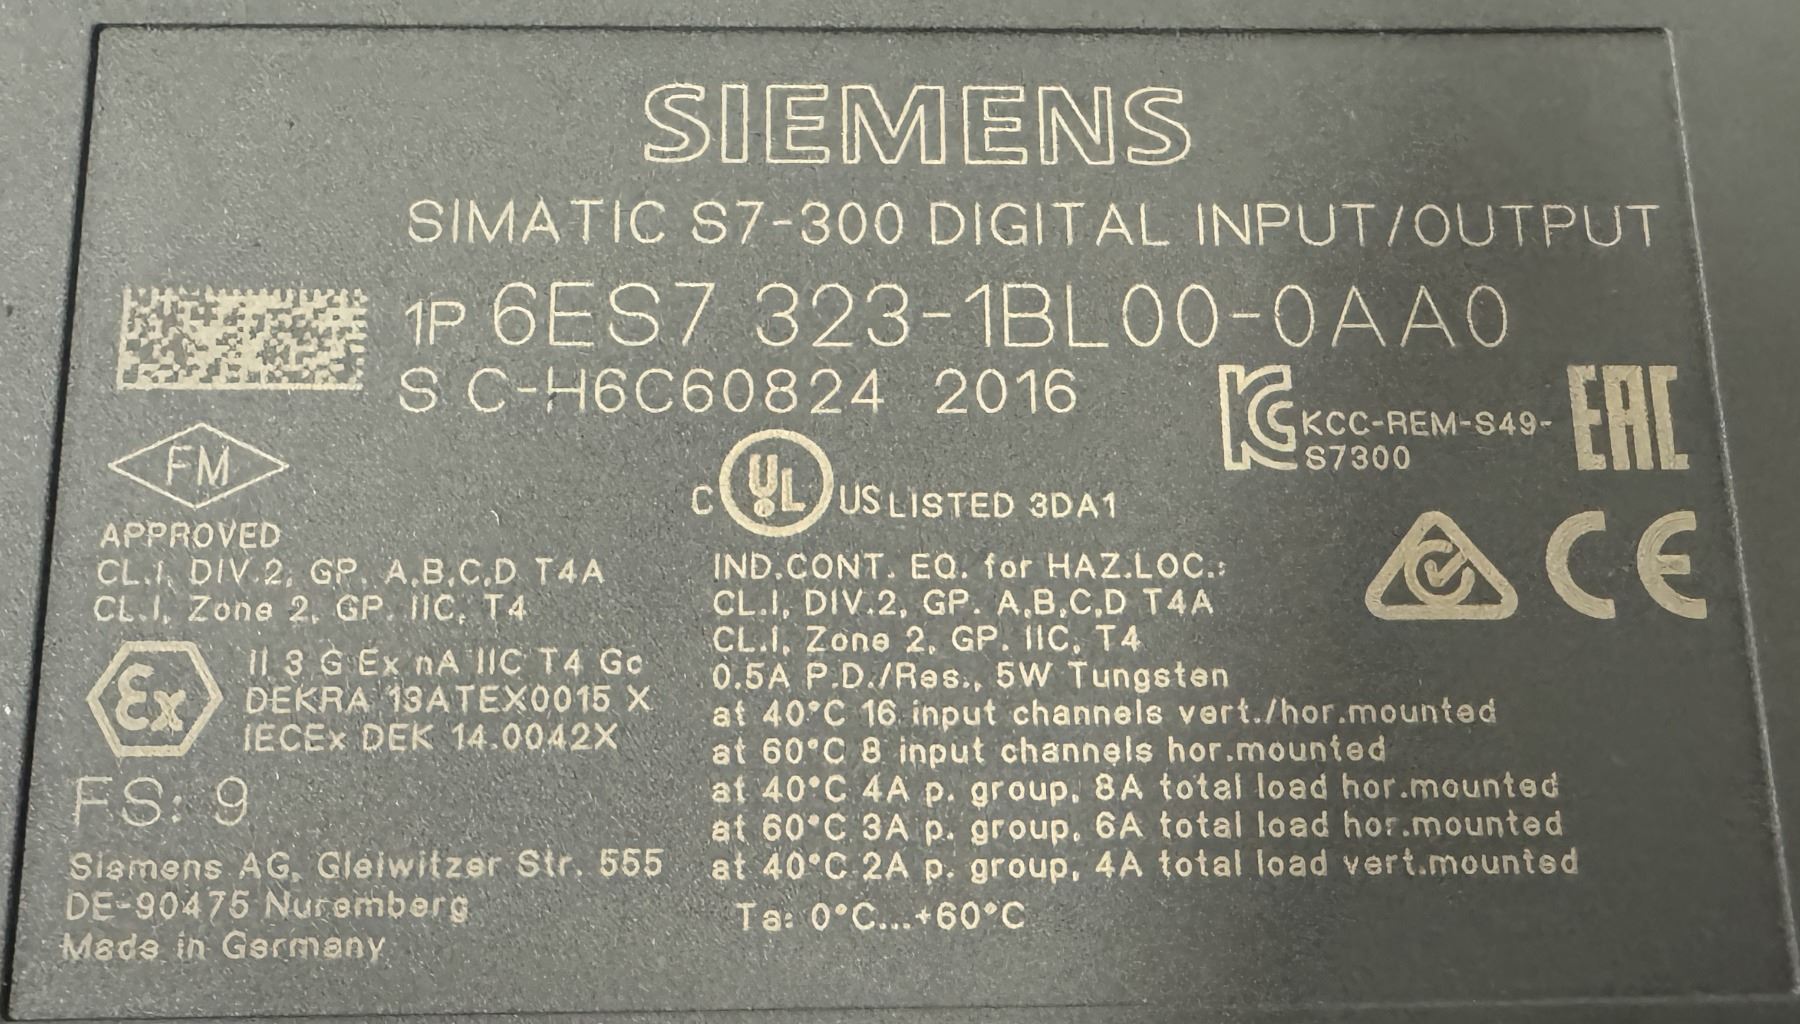 SIEMENS
SIMATIC S7-300 DIGITAL INPUT/OUTPUT
1P 6ES7 323-1BL00-0AA0
S C-H6C60824 2016
KCC-REM-S49-
S7300
EAC
FM
APPROVED
CL.I, DIV.2, GP. A,B,C,D T4A
CL.I, Zone 2, GP. IIC, T4
Ex
II 3 G Ex nA IIC T4 Gc
DEKRA 13ATEX0015 X
IECEx DEK 14.0042X
FS: 9
Siemens AG, Gleiwitzer Str. 555
DE-90475 Nuremberg
Made in Germany
C UL US LISTED 3DA1
IND.CONT. EQ. for HAZ.LOC.:
CL.I, DIV.2, GP. A,B,C,D T4A
CL.I, Zone 2, GP. IIC, T4
0.5A P.D./Res., 5W Tungsten
at 40°C 16 input channels vert./hor.mounted
at 60°C 8 input channels hor.mounted
at 40°C 4A p. group, 8A total load hor.mounted
at 60°C 3A p. group, 6A total load hor.mounted
at 40°C 2A p. group, 4A total load vert.mounted
Ta: 0°C...+60°C
CE